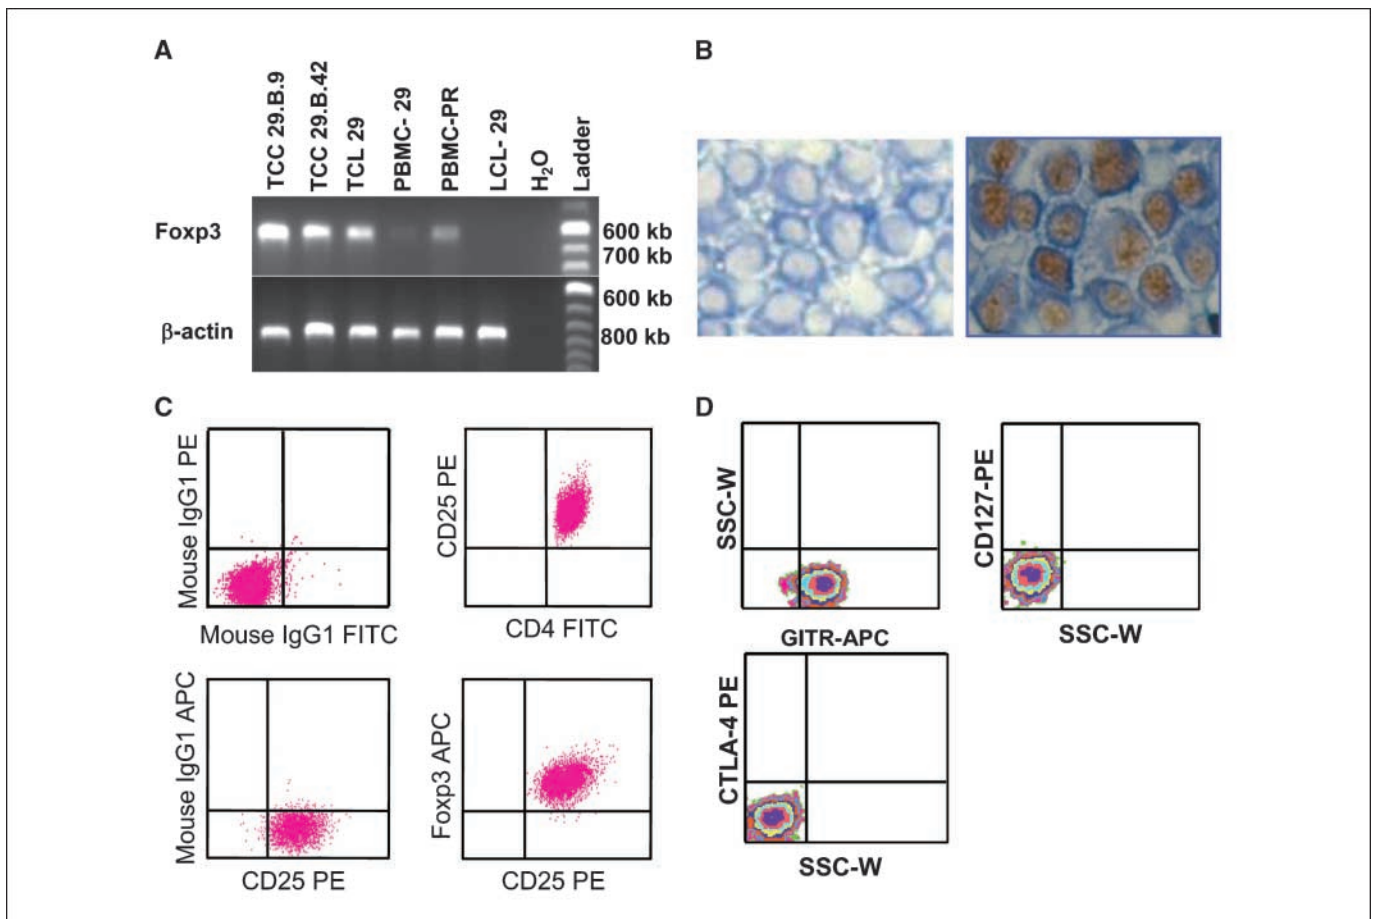 A
TCC 29.B.9
TCC 29.B.42
TCL 29
PBMC- 29
PBMC-PR
LCL- 29
H₂O
Ladder
Foxp3
600 kb
700 kb
β-actin
600 kb
800 kb
B
C
Mouse IgG1 PE
Mouse IgG1 FITC
CD25 PE
CD4 FITC
Mouse IgG1 APC
CD25 PE
Foxp3 APC
CD25 PE
D
SSC-W
GITR-APC
CD127-PE
SSC-W
CTLA-4 PE
SSC-W